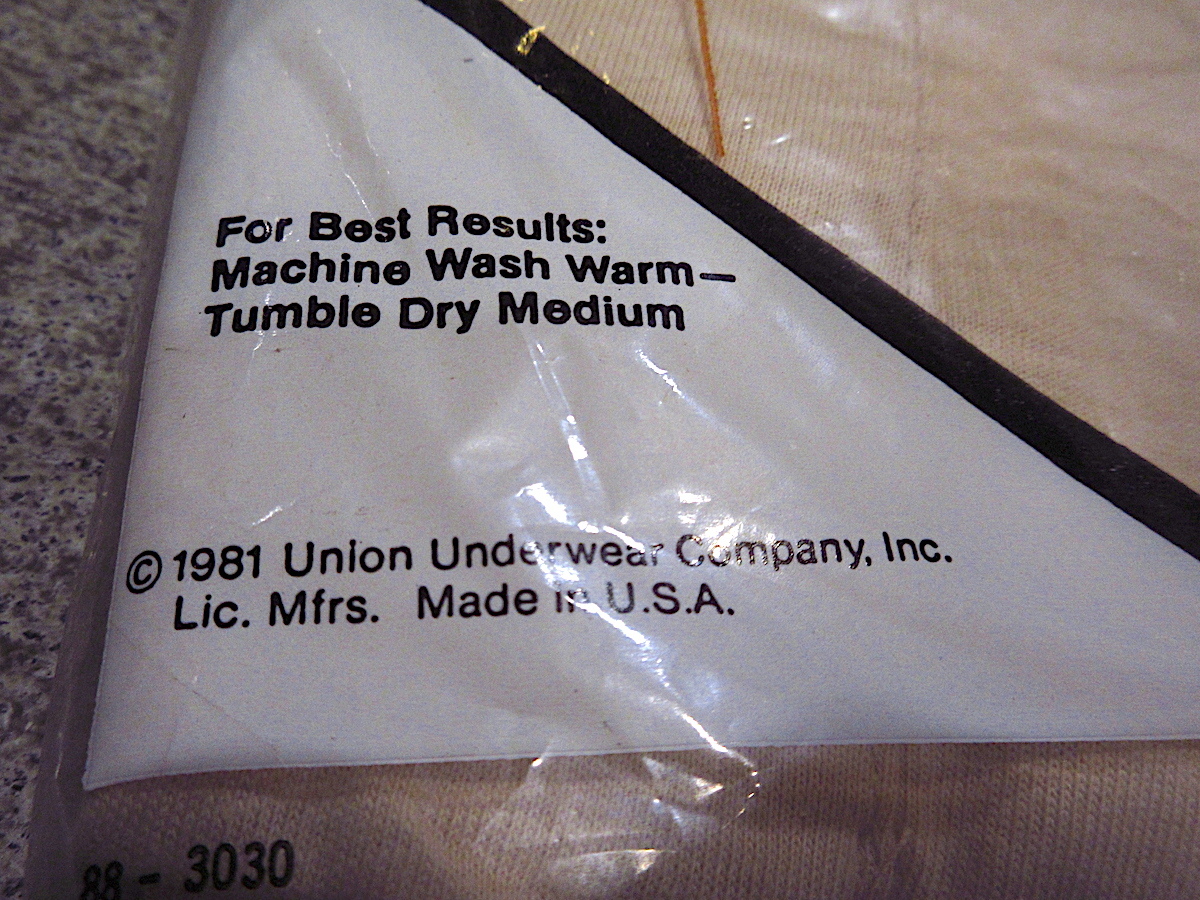 For Best Results:
Machine Wash Warm—
Tumble Dry Medium
© 1981 Union Underwear Company, Inc.
Lic. Mfrs. Made in U.S.A.
88 - 3030